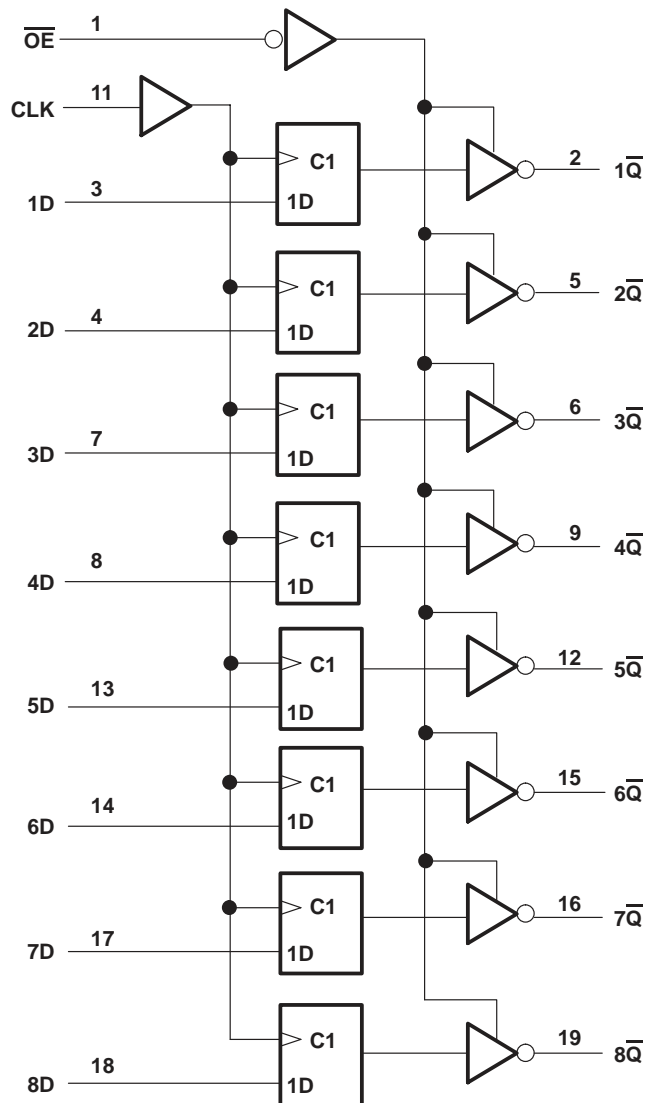 O̅E̅ 1
CLK 11
C1
1D 3 1D 2 1Q̅
C1
2D 4 1D 5 2Q̅
C1
3D 7 1D 6 3Q̅
C1
4D 8 1D 9 4Q̅
C1
5D 13 1D 12 5Q̅
C1
6D 14 1D 15 6Q̅
C1
7D 17 1D 16 7Q̅
C1
8D 18 1D 19 8Q̅